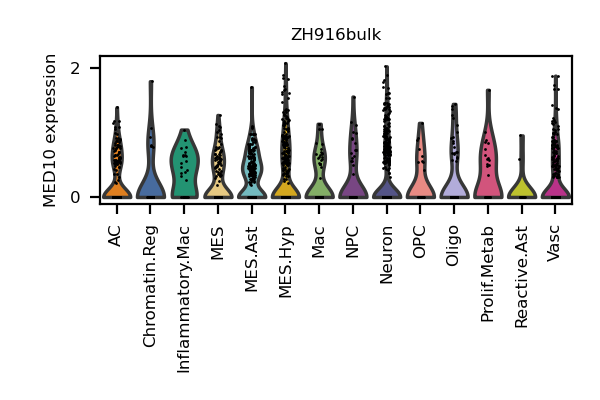 ZH916bulk
MED10 expression
2
0
AC
Chromatin.Reg
Inflammatory.Mac
MES
MES.Ast
MES.Hyp
Mac
NPC
Neuron
OPC
Oligo
Prolif.Metab
Reactive.Ast
Vasc